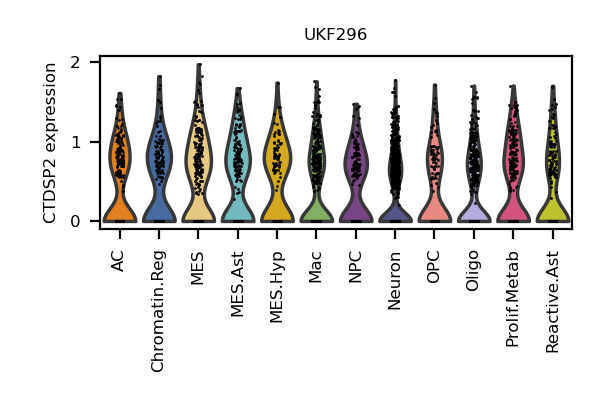 UKF296
CTDSP2 expression
2
1
0
AC
Chromatin.Reg
MES
MES.Ast
MES.Hyp
Mac
NPC
Neuron
OPC
Oligo
Prolif.Metab
Reactive.Ast